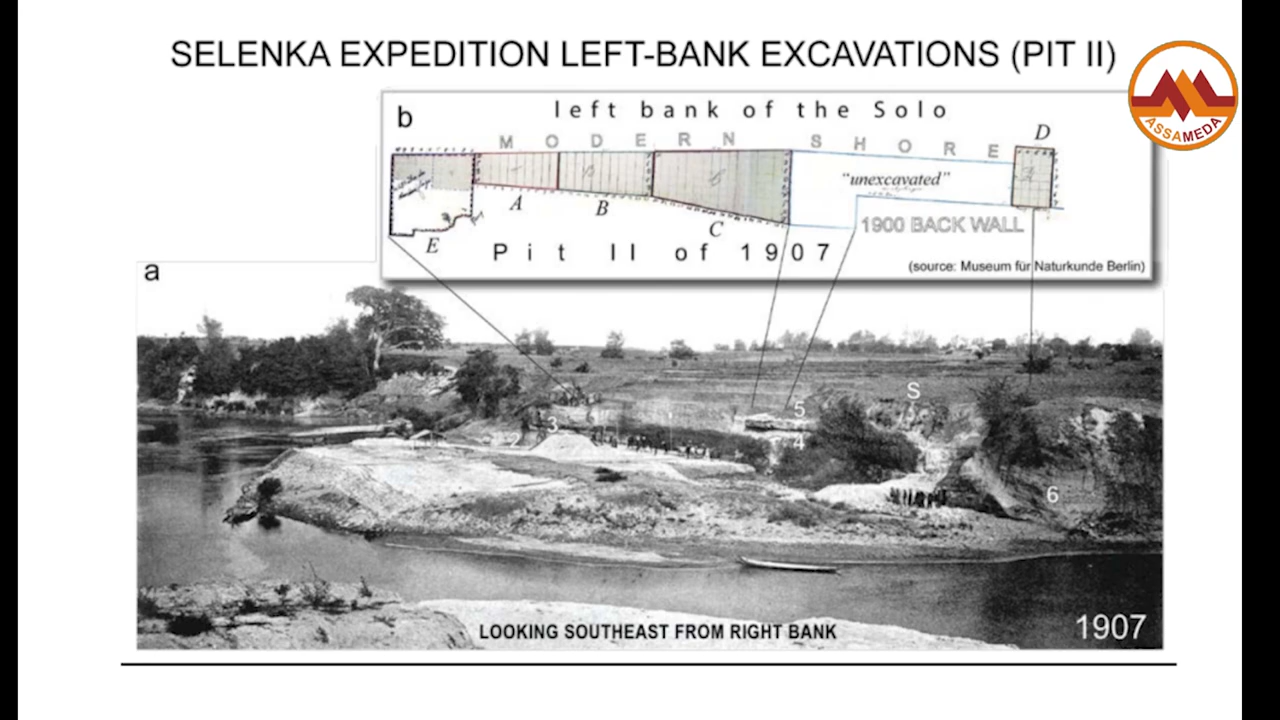 SELENKA EXPEDITION LEFT-BANK EXCAVATIONS (PIT II)
ASSAMEDA
b
left bank of the Solo
MODERN SHORE
D
"unexcavated"
A
B
C
E
1900 BACK WALL
Pit II of 1907
(source: Museum für Naturkunde Berlin)
a
S
5
3
2
4
6
LOOKING SOUTHEAST FROM RIGHT BANK
1907